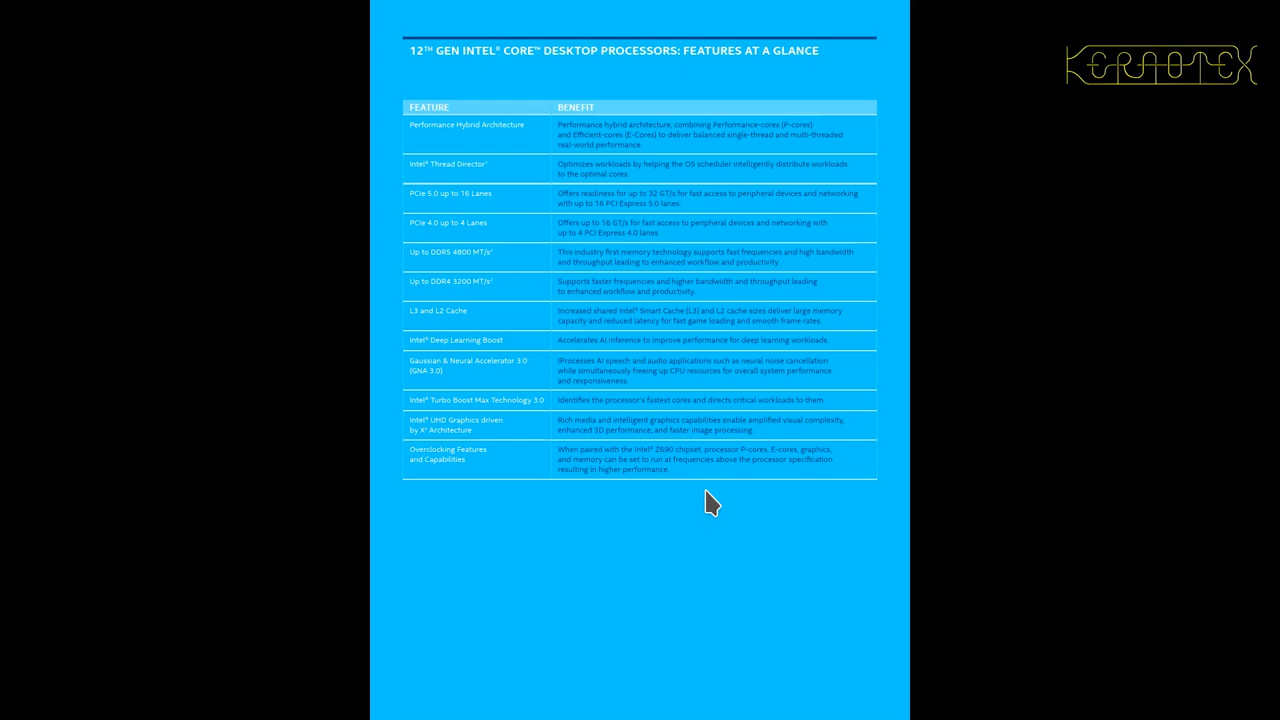 12TH GEN INTEL® CORE™ DESKTOP PROCESSORS: FEATURES AT A GLANCE
KERAOTEX
FEATURE BENEFIT
Performance Hybrid Architecture
Performance hybrid architecture, combining Performance-cores (P-cores)
and Efficient-cores (E-Cores) to deliver balanced single-thread and multi-threaded
real-world performance.
Intel® Thread Director¹
Optimizes workloads by helping the OS scheduler intelligently distribute workloads
to the optimal cores.
PCIe 5.0 up to 16 Lanes
Offers readiness for up to 32 GT/s for fast access to peripheral devices and networking
with up to 16 PCI Express 5.0 lanes.
PCIe 4.0 up to 4 Lanes
Offers up to 16 GT/s for fast access to peripheral devices and networking with
up to 4 PCI Express 4.0 lanes.
Up to DDR5 4800 MT/s²
This industry first memory technology supports fast frequencies and high bandwidth
and throughput leading to enhanced workflow and productivity.
Up to DDR4 3200 MT/s²
Supports faster frequencies and higher bandwidth and throughput leading
to enhanced workflow and productivity.
L3 and L2 Cache
Increased shared Intel® Smart Cache (L3) and L2 cache sizes deliver large memory
capacity and reduced latency for fast game loading and smooth frame rates.
Intel® Deep Learning Boost
Accelerates AI inference to improve performance for deep learning workloads.
Gaussian & Neural Accelerator 3.0
(GNA 3.0)
IProcesses AI speech and audio applications such as neural noise cancellation
while simultaneously freeing up CPU resources for overall system performance
and responsiveness.
Intel® Turbo Boost Max Technology 3.0
Identifies the processor's fastest cores and directs critical workloads to them.
Intel® UHD Graphics driven
by Xᵉ Architecture
Rich media and intelligent graphics capabilities enable amplified visual complexity,
enhanced 3D performance, and faster image processing.
Overclocking Features
and Capabilities
When paired with the Intel® Z690 chipset, processor P-cores, E-cores, graphics,
and memory can be set to run at frequencies above the processor specification
resulting in higher performance.